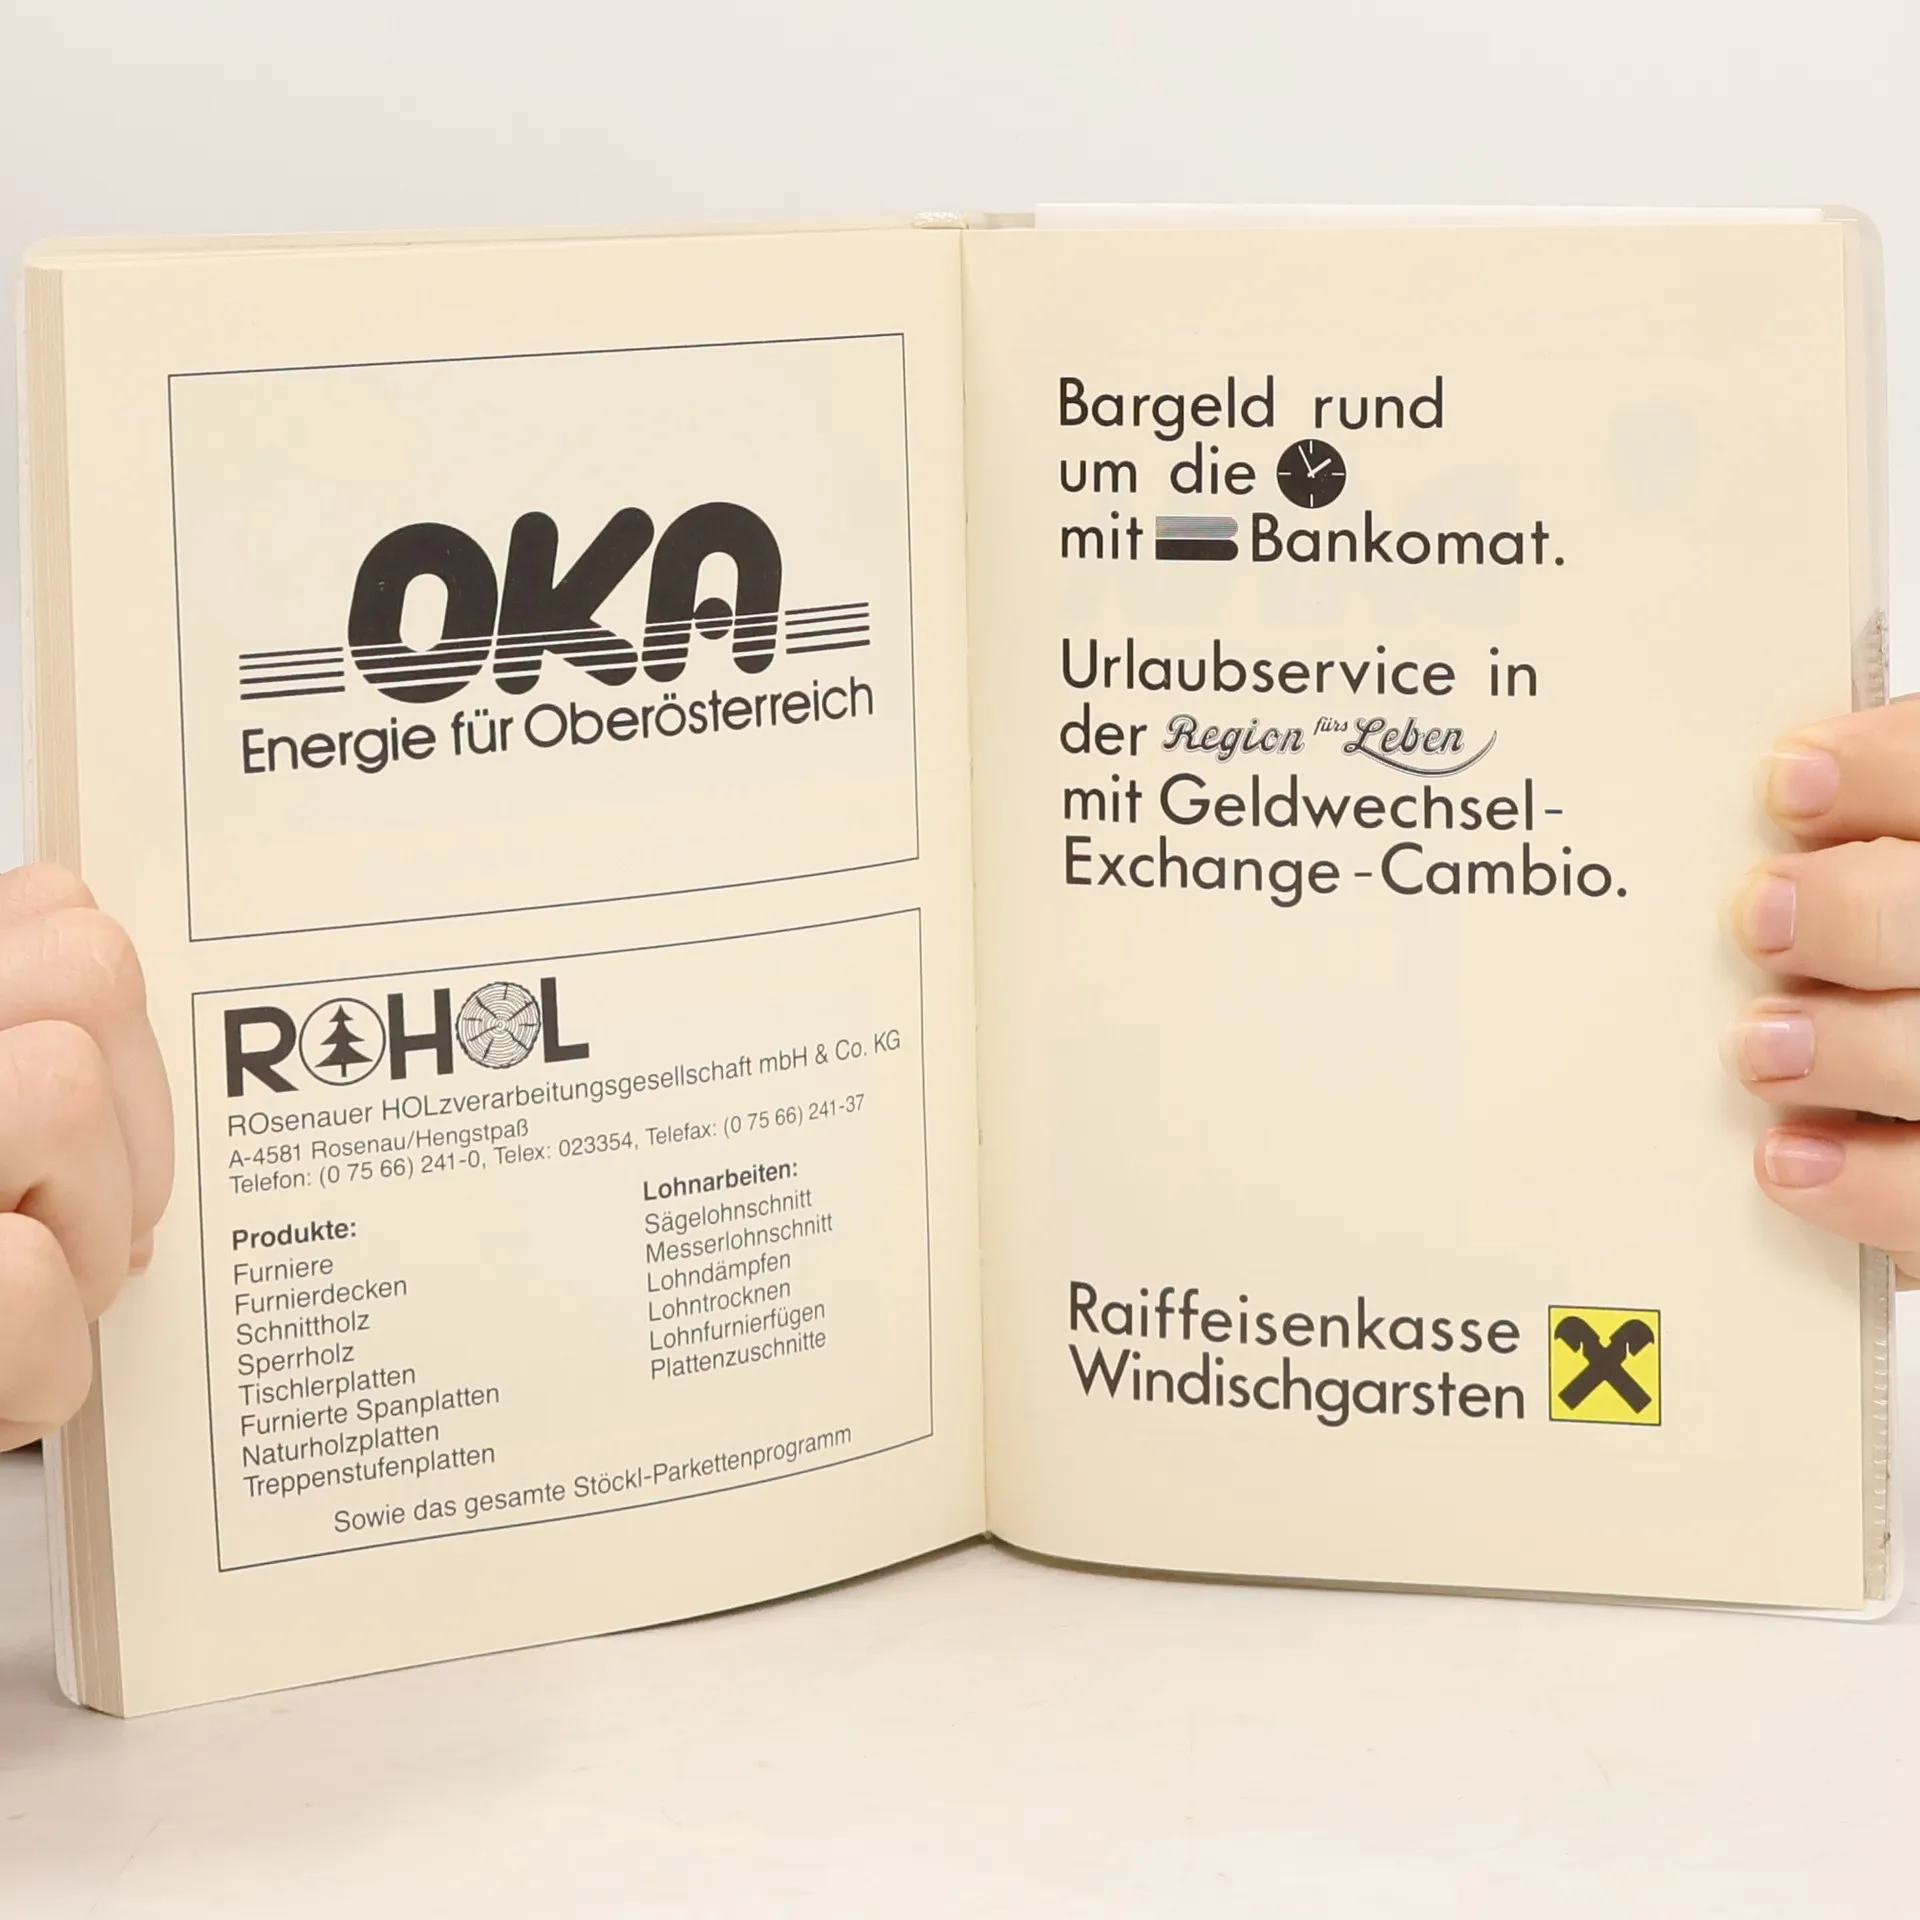 OKA
Energie für Oberösterreich
ROHOL
ROsenauer HOLzverarbeitungsgesellschaft mbH & Co. KG
A-4581 Rosenau/Hengstpaß
Telefon: (0 75 66) 241-0, Telex: 023354, Telefax: (0 75 66) 241-37
Produkte:
Furniere
Furnierdecken
Schnittholz
Sperrholz
Tischlerplatten
Furnierte Spanplatten
Naturholzplatten
Treppenstufenplatten
Lohnarbeiten:
Sägelohnschnitt
Messerlohnschnitt
Lohndämpfen
Lohntrocknen
Lohnfurnierfügen
Plattenzuschnitte
Sowie das gesamte Stöckl-Parkettenprogramm
Bargeld rund
um die
mit Bankomat.
Urlaubservice in
der Region fürs Leben
mit Geldwechsel-
Exchange-Cambio.
Raiffeisenkasse
Windischgarsten